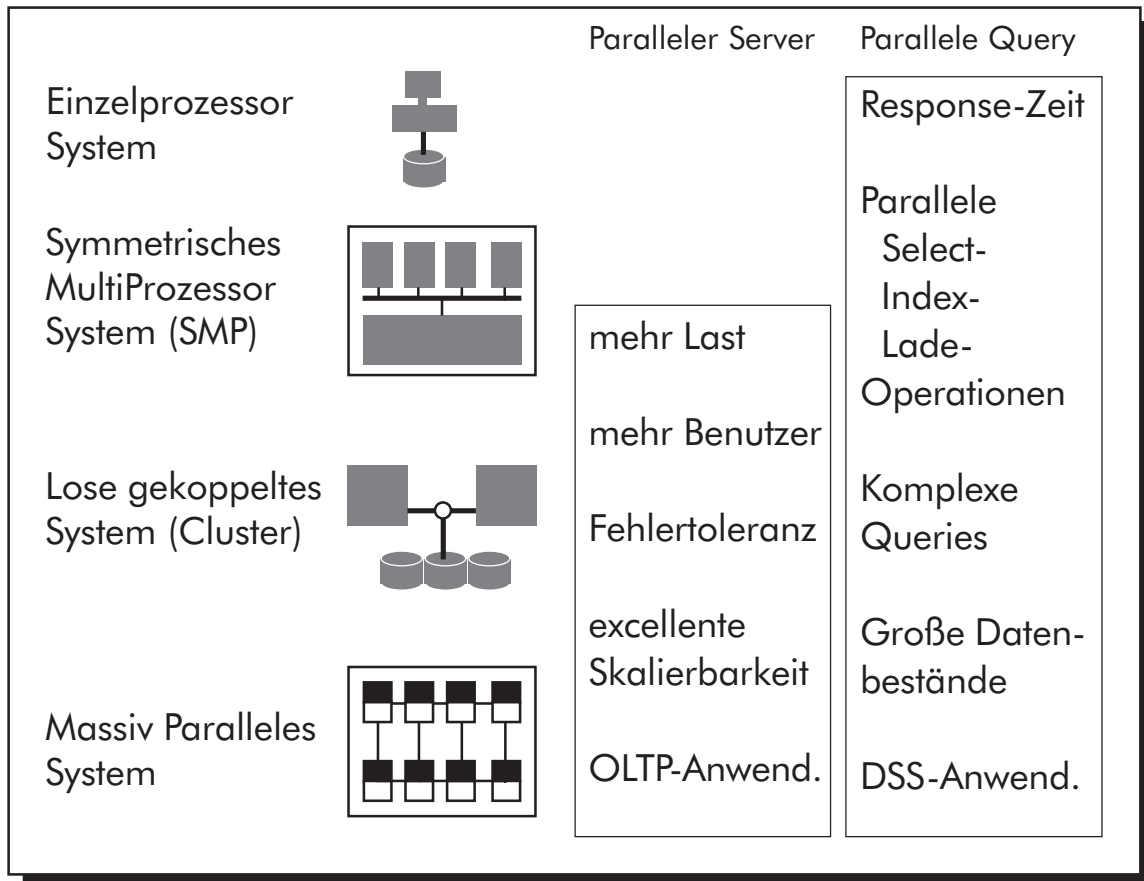 Paralleler Server
Parallele Query
Einzelprozessor
System
Symmetrisches
MultiProzessor
System (SMP)
Lose gekoppeltes
System (Cluster)
Massiv Paralleles
System
mehr Last
mehr Benutzer
Fehlertoleranz
excellente
Skalierbarkeit
OLTP-Anwend.
Response-Zeit
Parallele
Select-
Index-
Lade-
Operationen
Komplexe
Queries
Große Daten-
bestände
DSS-Anwend.